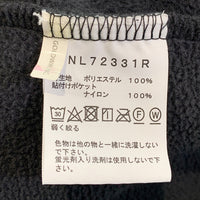 NL72331R
生地 ポリエステル 100%
貼付けポケット
ナイロン 100%
弱く絞る
色物は他の物と一緒に洗濯しない
で下さい。
蛍光剤入り洗剤は使用しないで下
さい。